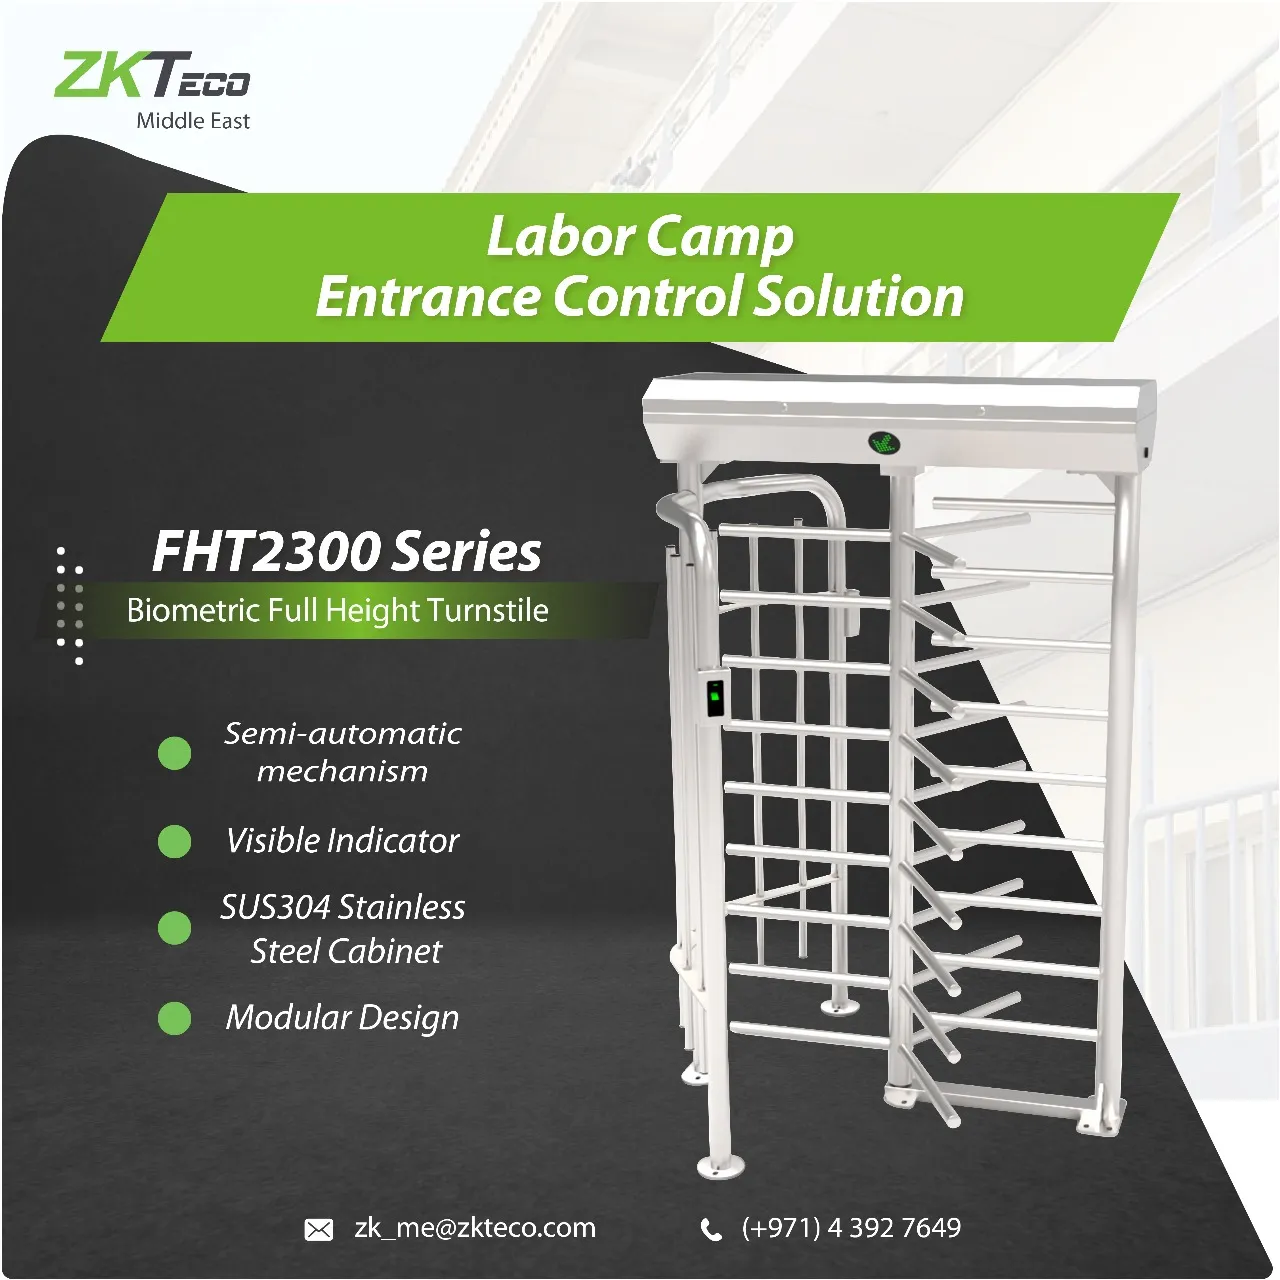 ZKTECO
Middle East
Labor Camp
Entrance Control Solution
FHT2300 Series
Biometric Full Height Turnstile
Semi-automatic
mechanism
Visible Indicator
SUS304 Stainless
Steel Cabinet
Modular Design
zk_me@zkteco.com
(+971) 4 392 7649